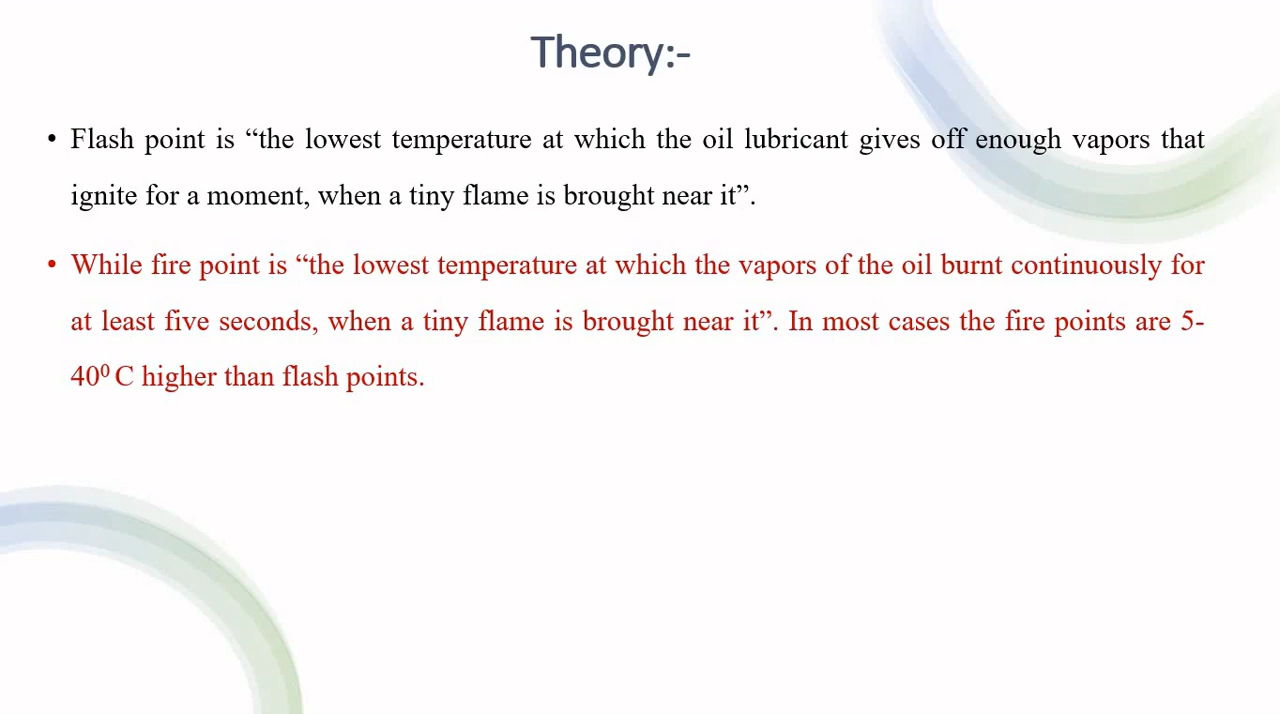 Theory:-
• Flash point is “the lowest temperature at which the oil lubricant gives off enough vapors that
ignite for a moment, when a tiny flame is brought near it”.
• While fire point is “the lowest temperature at which the vapors of the oil burnt continuously for
at least five seconds, when a tiny flame is brought near it”. In most cases the fire points are 5-
40⁰ C higher than flash points.